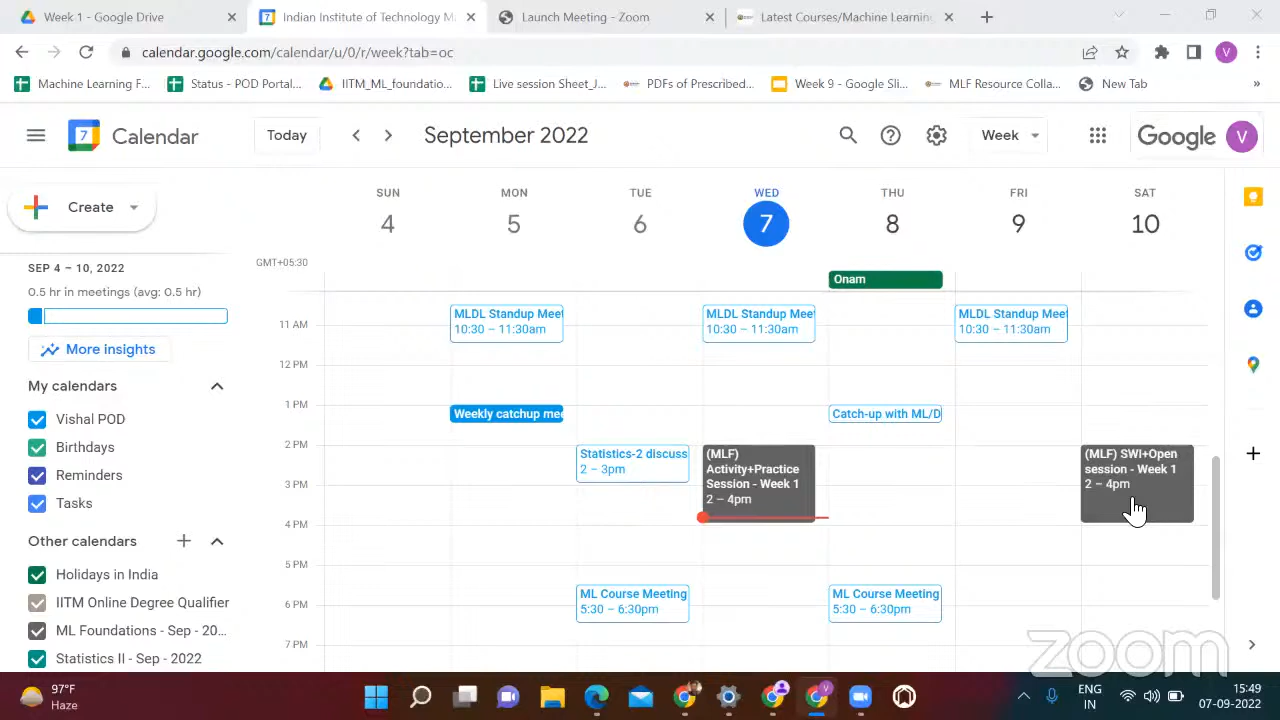 Week 1 - Google Drive
Indian Institute of Technology M
Launch Meeting - Zoom
Latest Courses/Machine Learning
calendar.google.com/calendar/u/0/r/week?tab=oc
V
Machine Learning F...
Status - POD Portal...
IITM_ML_foundatio...
Live session Sheet_J...
PDFs of Prescribed...
Week 9 - Google Sli...
MLF Resource Colla...
New Tab
»
7
Calendar
Today
September 2022
Week
Google
V
Create
SUN
MON
TUE
WED
THU
FRI
SAT
4
5
6
7
8
9
10
SEP 4 – 10, 2022
0.5 hr in meetings (avg: 0.5 hr)
More insights
My calendars
Vishal POD
Birthdays
Reminders
Tasks
Other calendars
Holidays in India
IITM Online Degree Qualifier
ML Foundations - Sep - 20...
Statistics II - Sep - 2022
GMT+05:30
Onam
11 AM
12 PM
1 PM
2 PM
3 PM
4 PM
5 PM
6 PM
7 PM
MLDL Standup Meet
10:30 – 11:30am
MLDL Standup Meet
10:30 – 11:30am
MLDL Standup Meet
10:30 – 11:30am
Weekly catchup mee
Catch-up with ML/D
Statistics-2 discuss
2 – 3pm
(MLF)
Activity+Practice
Session - Week 1
2 – 4pm
(MLF) SWI+Open
session - Week 1
2 – 4pm
ML Course Meeting
5:30 – 6:30pm
ML Course Meeting
5:30 – 6:30pm
zoom
97°F
Haze
V
ENG
IN
15:49
07-09-2022